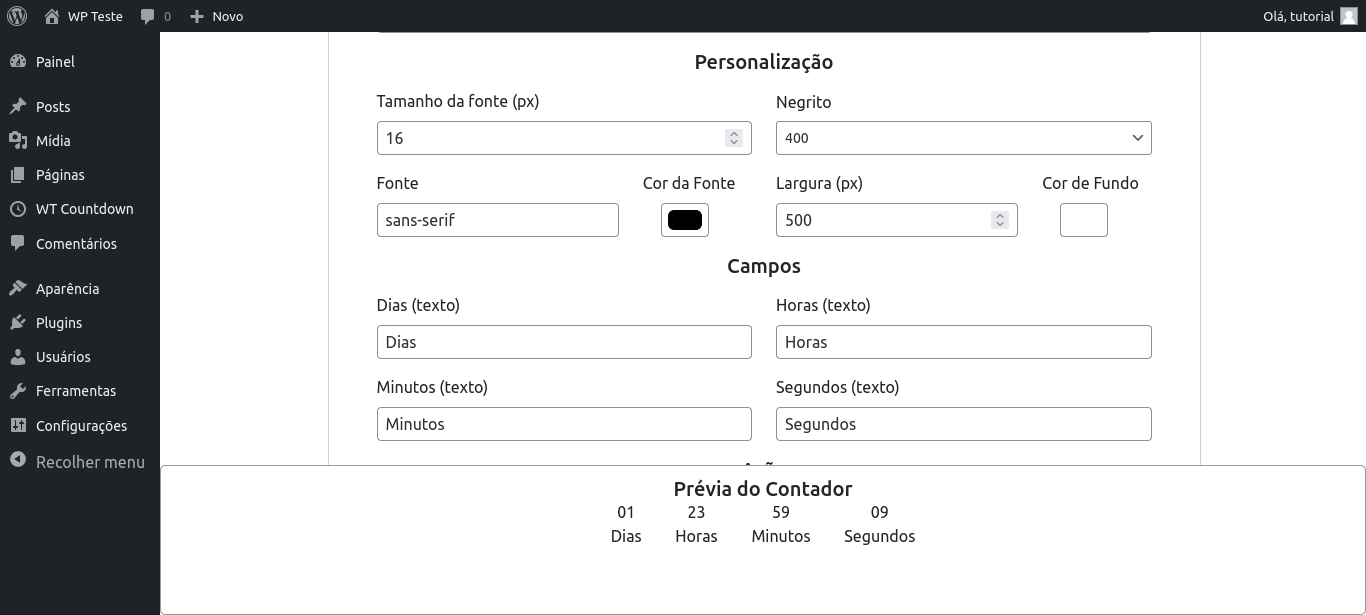 WP Teste 0 Novo Olá, tutorial
Painel
Posts
Mídia
Páginas
WT Countdown
Comentários
Aparência
Plugins
Usuários
Ferramentas
Configurações
Recolher menu
Personalização
Tamanho da fonte (px) Negrito
16 400
Fonte Cor da Fonte Largura (px) Cor de Fundo
sans-serif 500
Campos
Dias (texto) Horas (texto)
Dias Horas
Minutos (texto) Segundos (texto)
Minutos Segundos
Prévia do Contador
01 23 59 09
Dias Horas Minutos Segundos